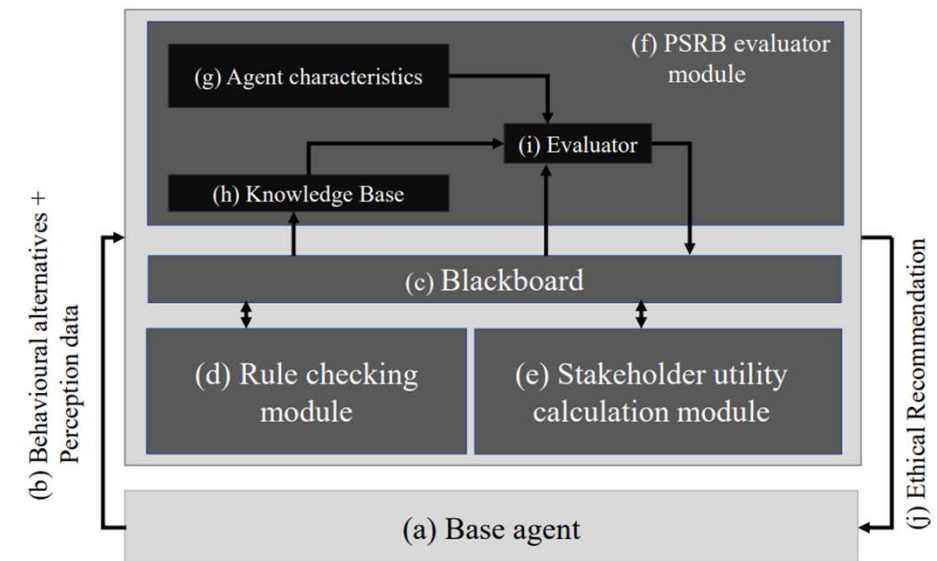 (f) PSRB evaluator
module
(g) Agent characteristics
(i) Evaluator
(h) Knowledge Base
(c) Blackboard
(d) Rule checking
module
(e) Stakeholder utility
calculation module
(b) Behavioural alternatives +
Perception data
(j) Ethical Recommendation
(a) Base agent